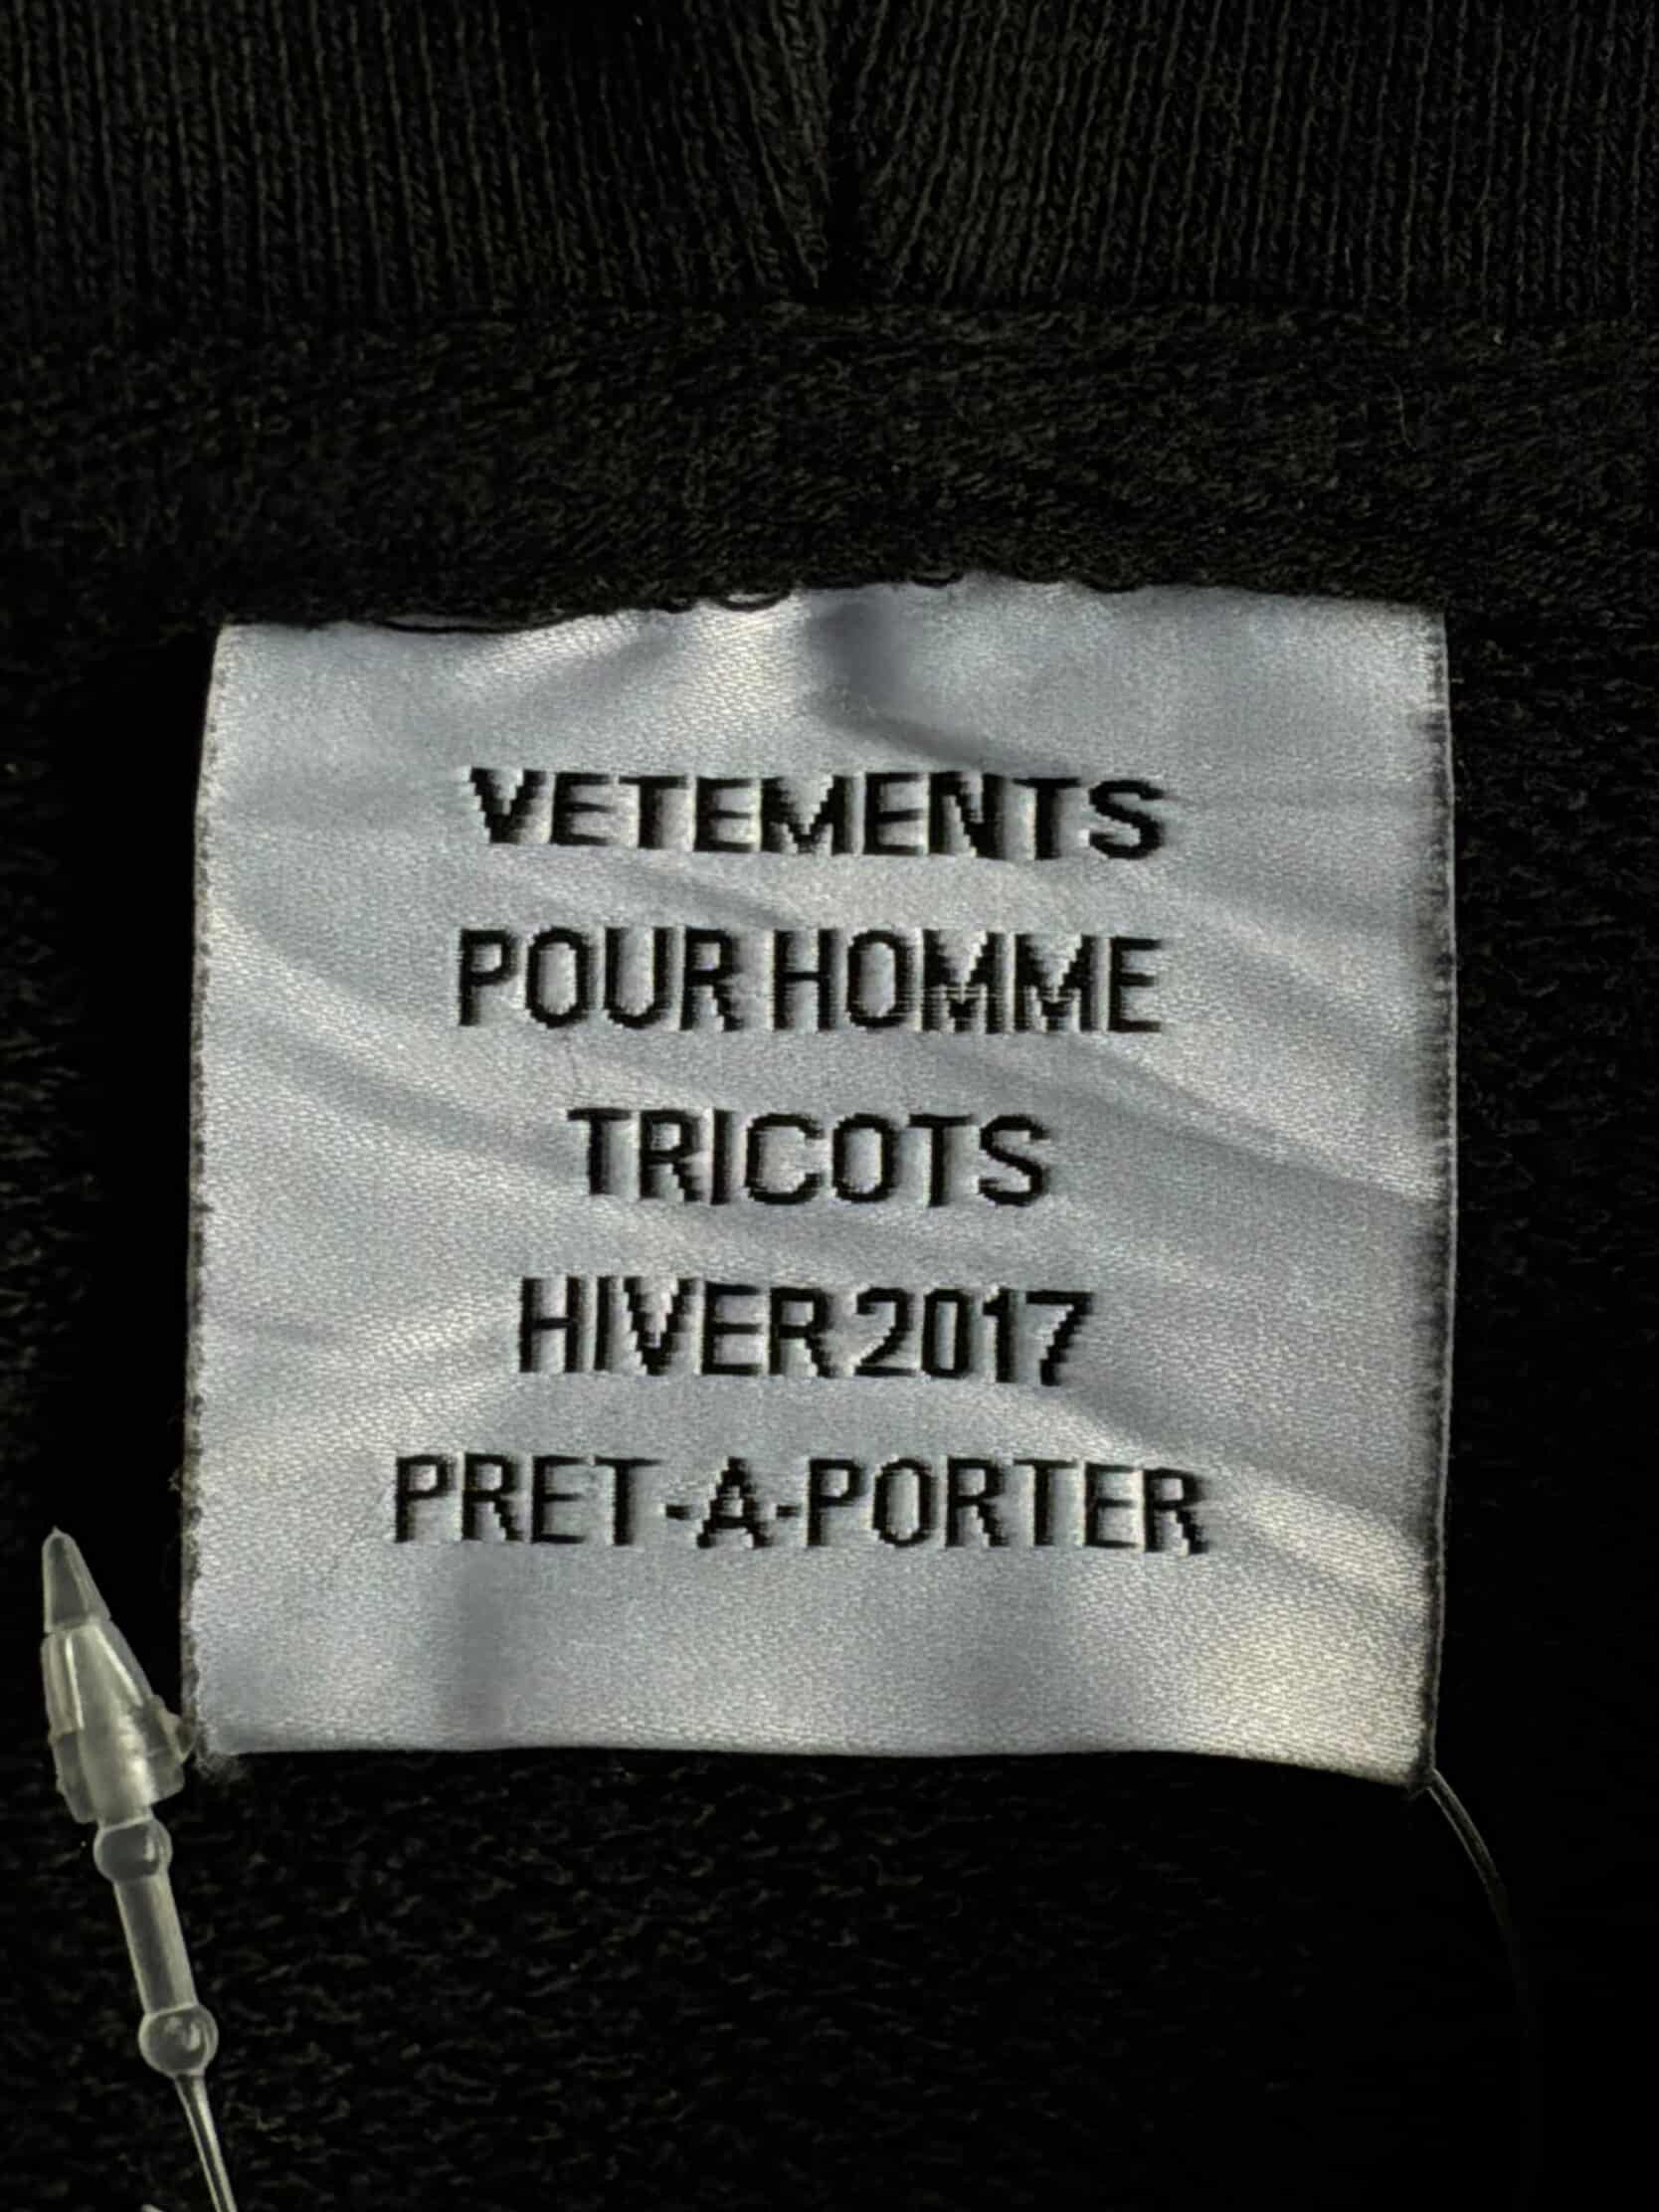 VETEMENTS
POUR HOMME
TRICOTS
HIVER 2017
PRET-A-PORTER